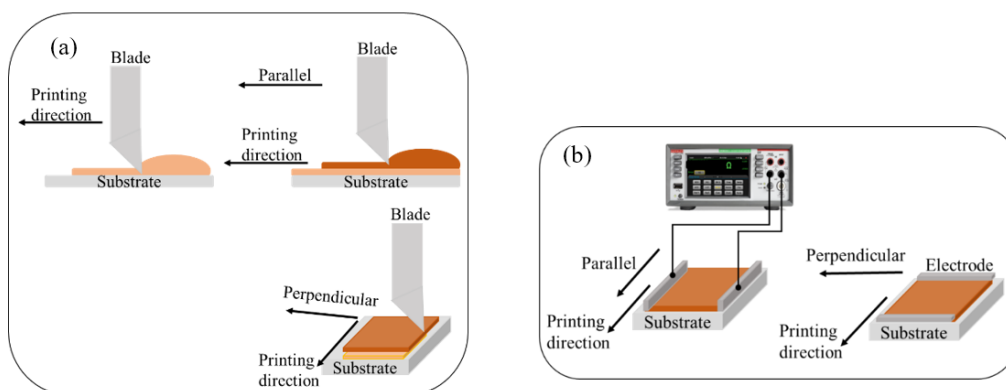 (a)
Blade
Printing
direction
Substrate
Blade
Parallel
Printing
direction
Substrate
Blade
Perpendicular
Printing
direction
Substrate
(b)
Parallel
Printing
direction
Substrate
Perpendicular
Electrode
Printing
direction
Substrate